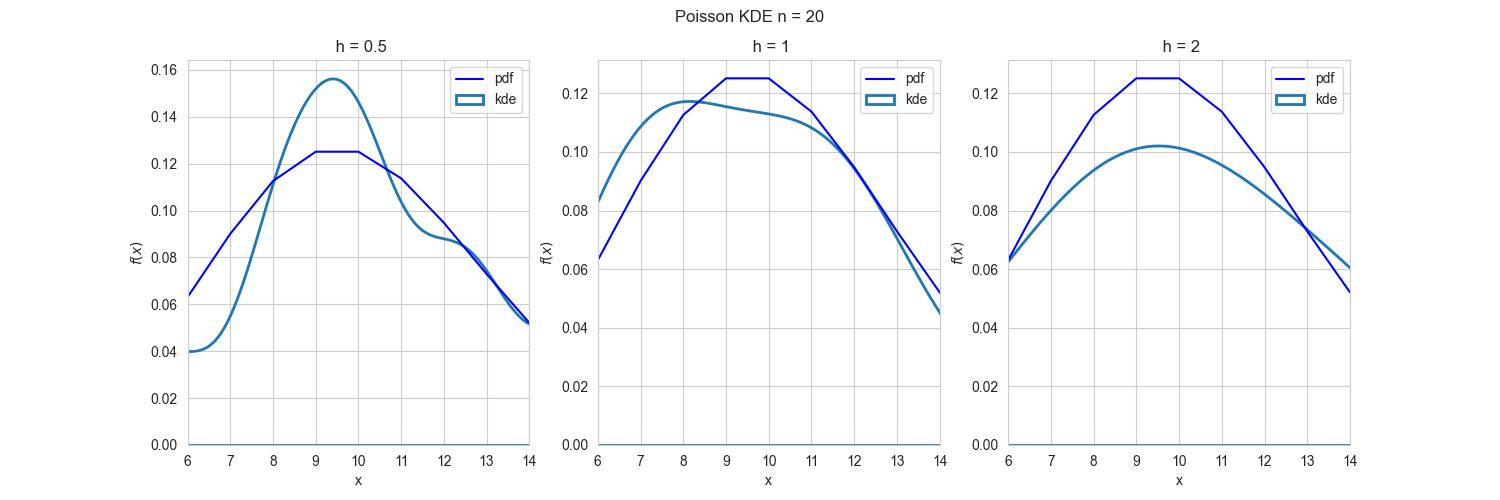 Poisson KDE n = 20
h = 0.5
pdf
kde
f(x)
0.16
0.14
0.12
0.10
0.08
0.06
0.04
0.02
0.00
6 7 8 9 10 11 12 13 14
x
h = 1
pdf
kde
f(x)
0.12
0.10
0.08
0.06
0.04
0.02
0.00
6 7 8 9 10 11 12 13 14
x
h = 2
pdf
kde
f(x)
0.12
0.10
0.08
0.06
0.04
0.02
0.00
6 7 8 9 10 11 12 13 14
x